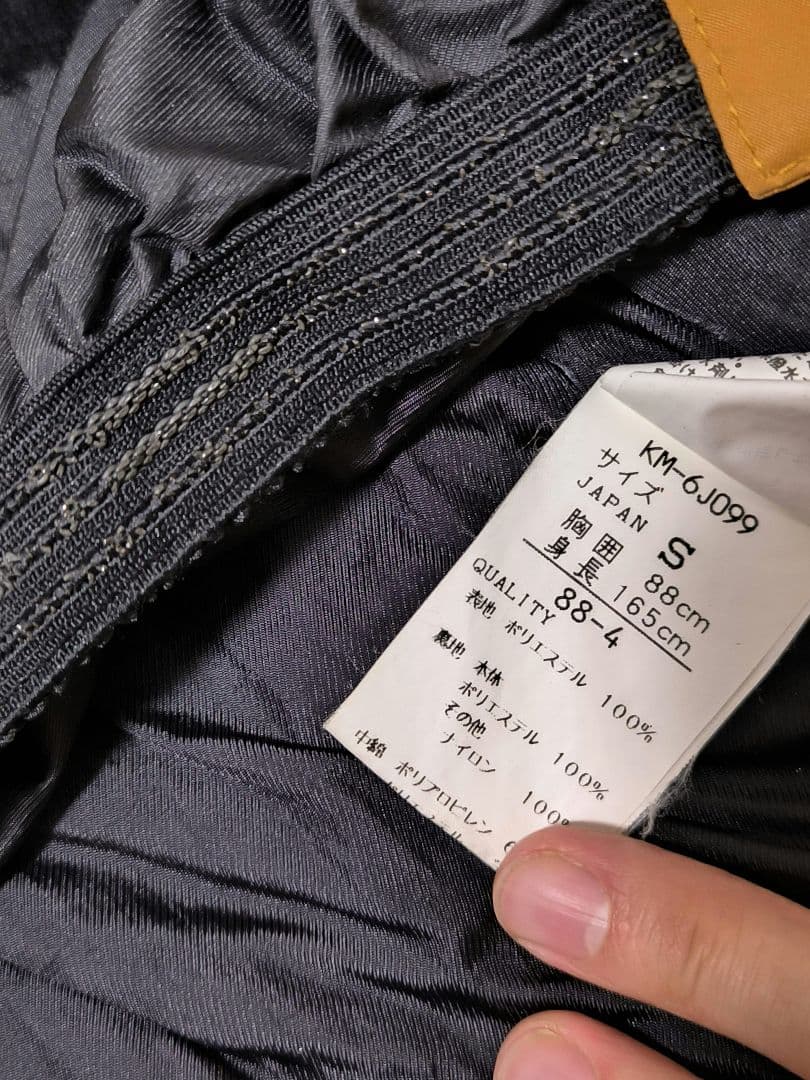 KM-6J099
サイズ
JAPAN S
胸囲 88cm
身長 165cm
88-4
QUALITY
表地 ポリエステル 100%
裏地 本体
ポリエステル 100%
その他
ナイロン 100%
中綿 ポリプロピレン 6